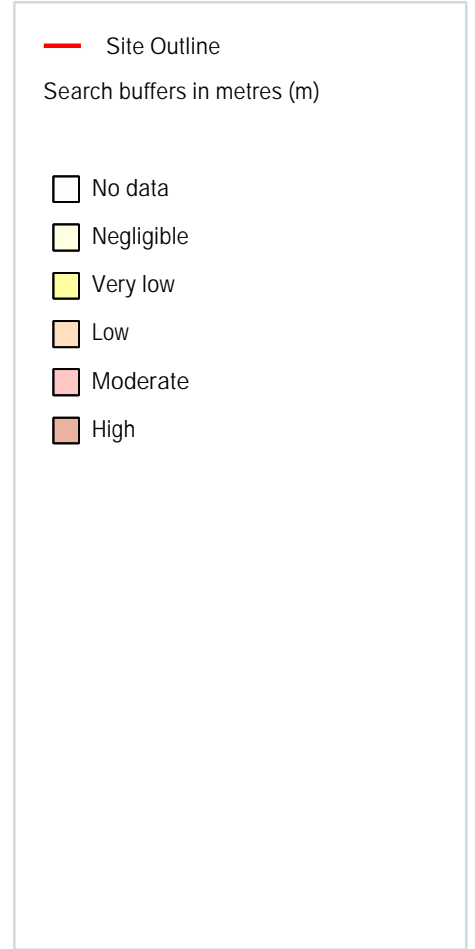 Site Outline
Search buffers in metres (m)
No data
Negligible
Very low
Low
Moderate
High